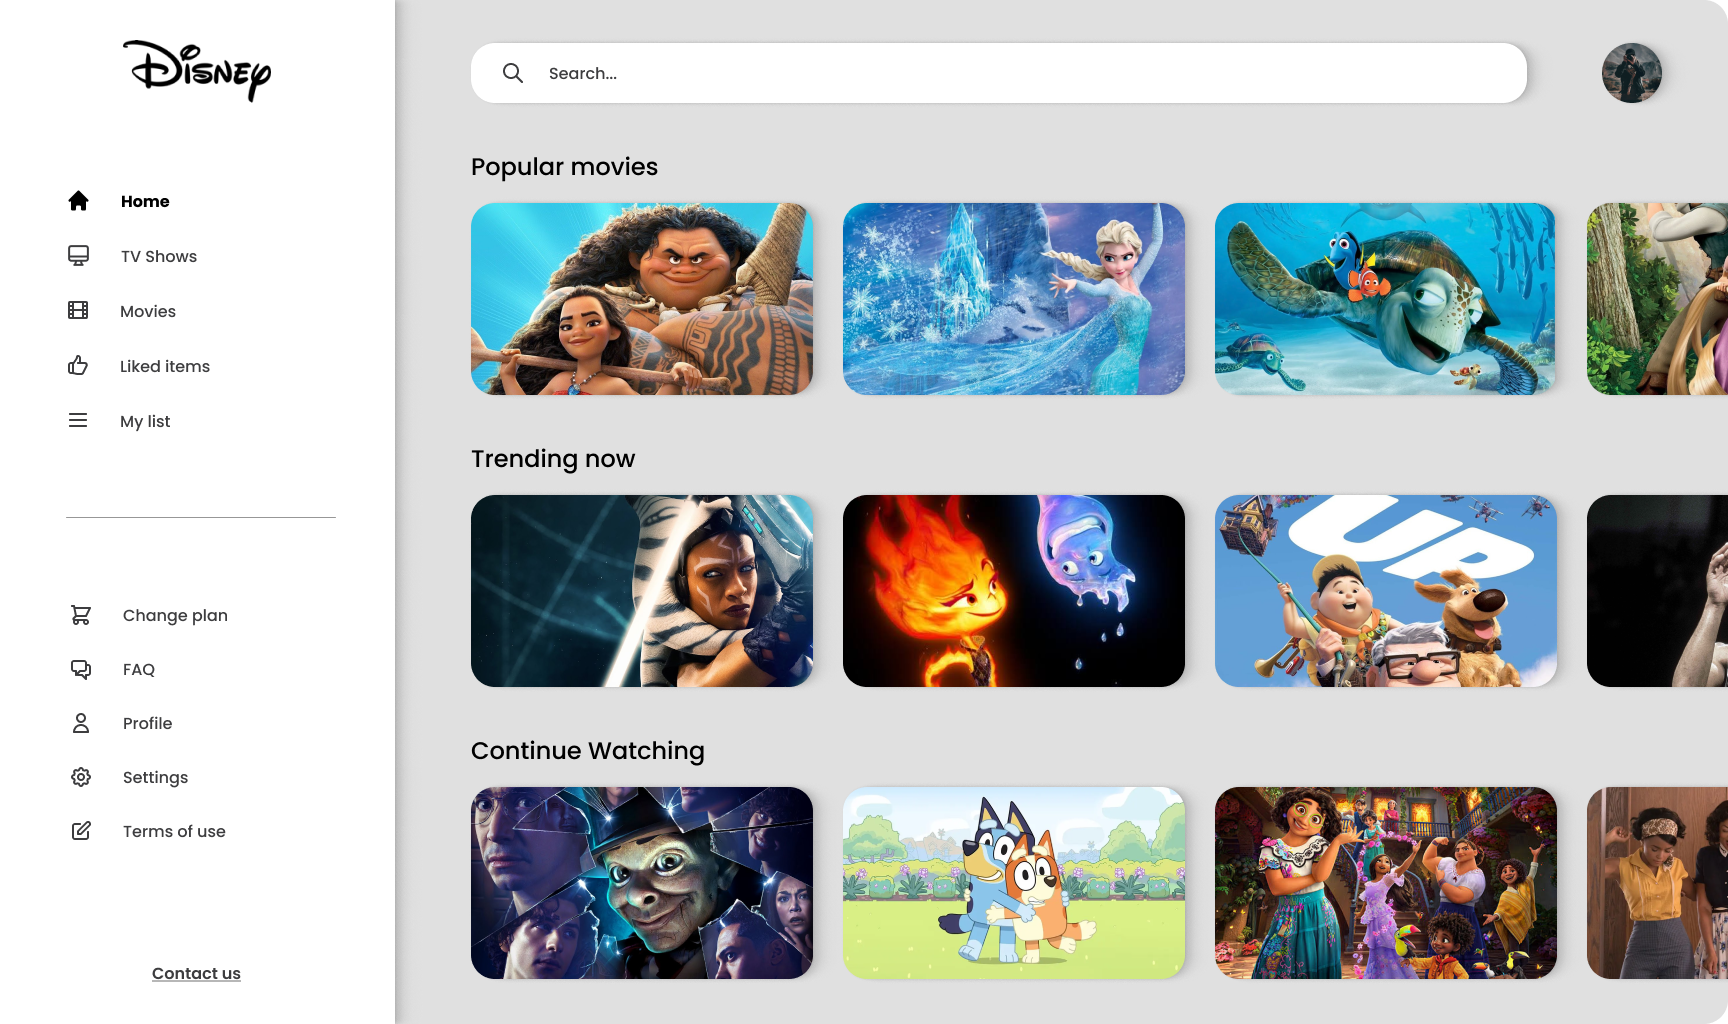 Disney
Home
TV Shows
Movies
Liked items
My list
Change plan
FAQ
Profile
Settings
Terms of use
Contact us
Search...
Popular movies
Trending now
UP
Continue Watching